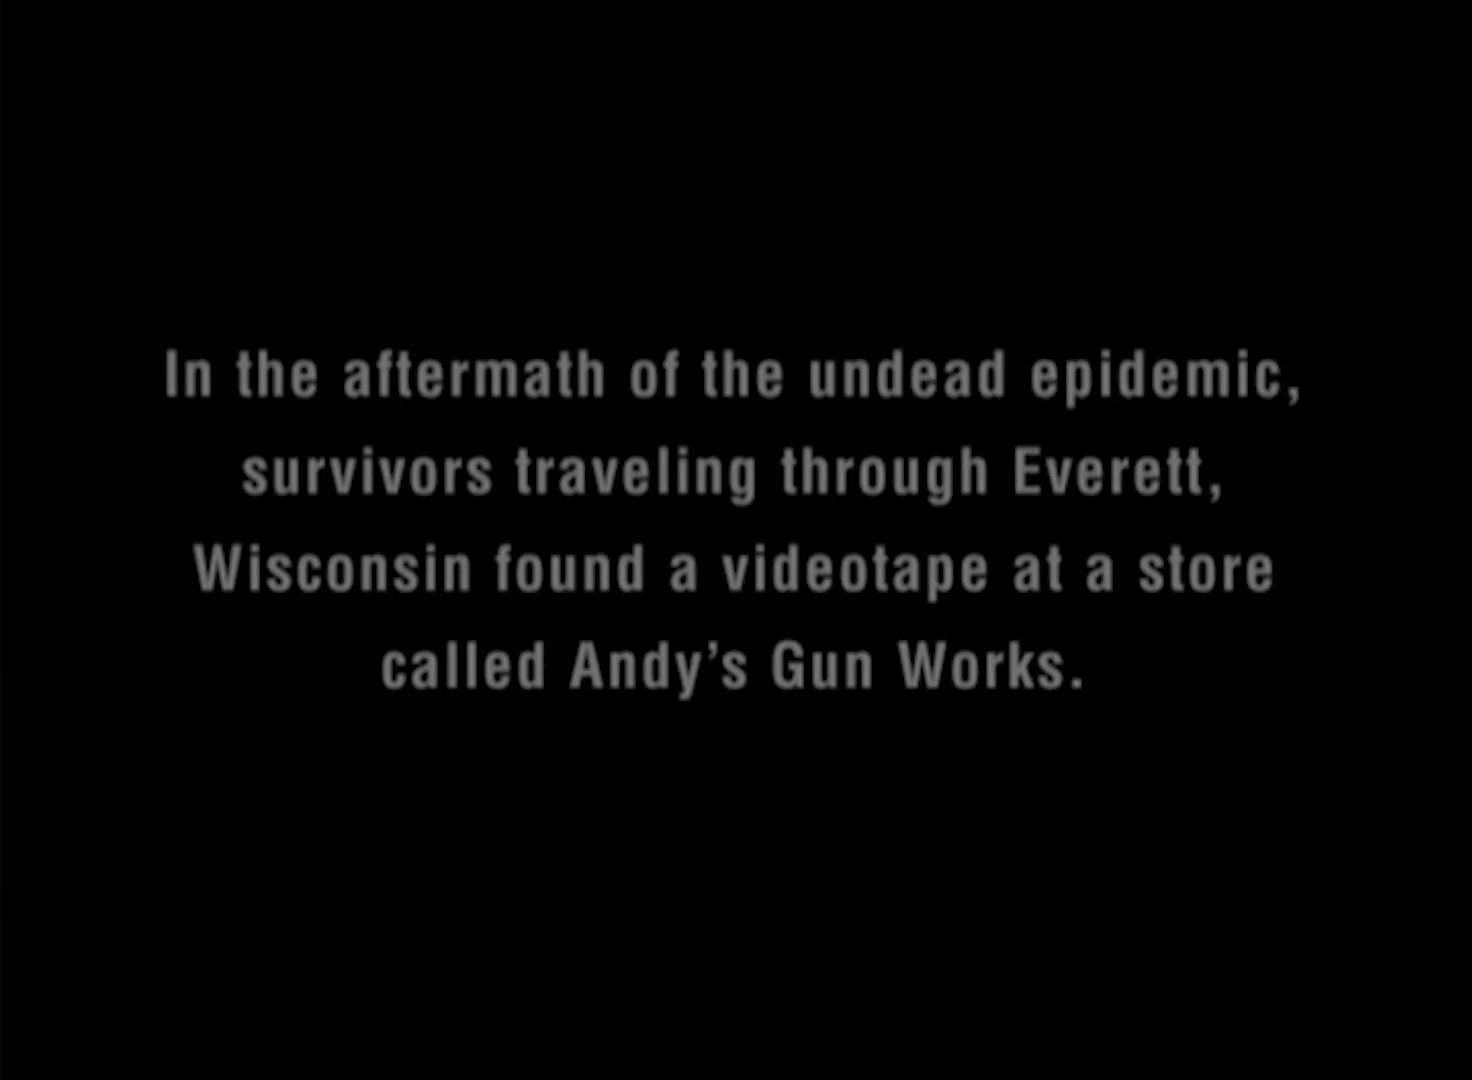 In the aftermath of the undead epidemic,
survivors traveling through Everett,
Wisconsin found a videotape at a store
called Andy’s Gun Works.